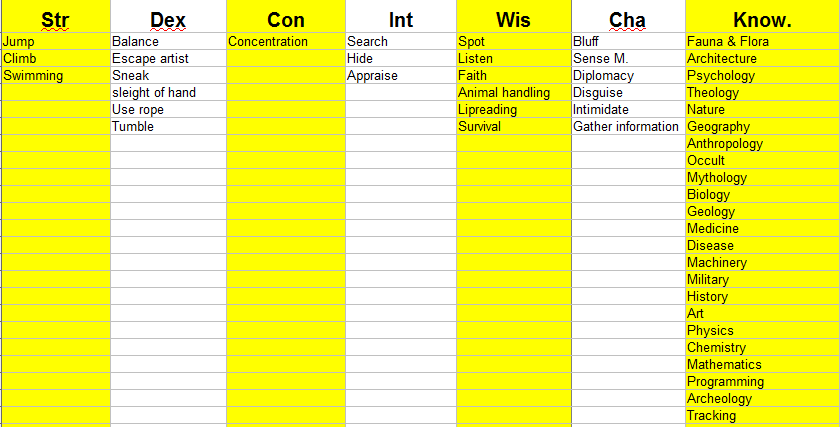 Str Dex Con Int Wis Cha Know.
Jump Balance Concentration Search Spot Bluff Fauna & Flora
Climb Escape artist Hide Listen Sense M. Architecture
Swimming Sneak Appraise Faith Diplomacy Psychology
sleight of hand Animal handling Disguise Theology
Use rope Lipreading Intimidate Nature
Tumble Survival Gather information Geography
Anthropology
Occult
Mythology
Biology
Geology
Medicine
Disease
Machinery
Military
History
Art
Physics
Chemistry
Mathematics
Programming
Archeology
Tracking